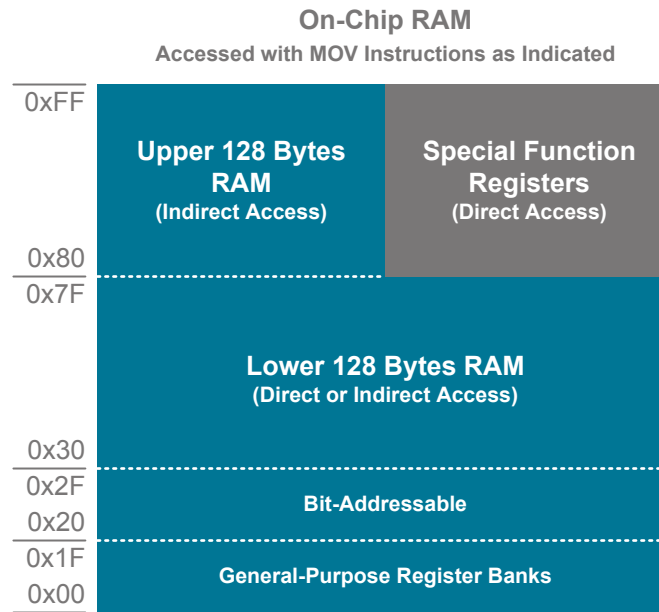 On-Chip RAM
Accessed with MOV Instructions as Indicated
0xFF
Upper 128 Bytes
RAM
(Indirect Access)
Special Function
Registers
(Direct Access)
0x80
0x7F
Lower 128 Bytes RAM
(Direct or Indirect Access)
0x30
0x2F
Bit-Addressable
0x20
0x1F
General-Purpose Register Banks
0x00